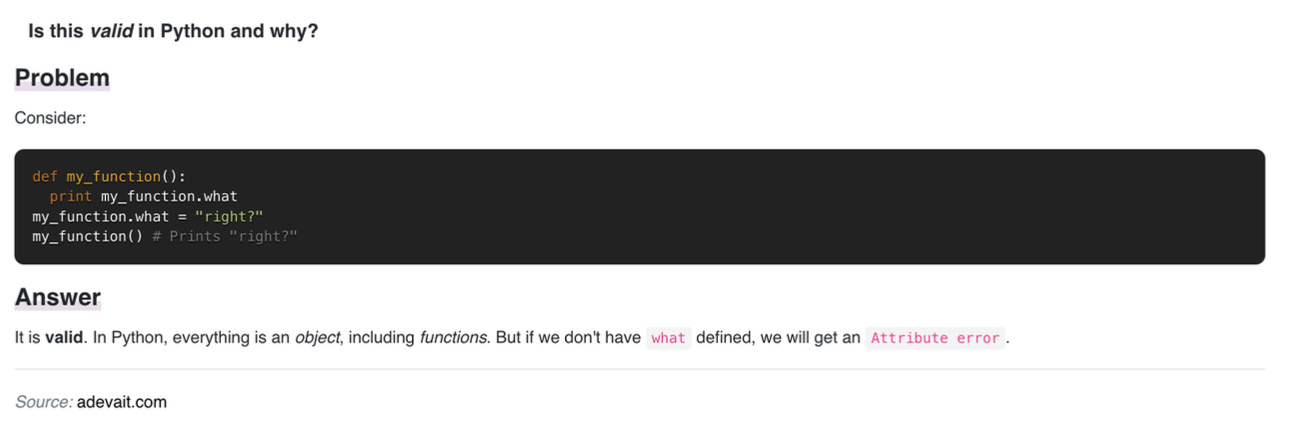 Is this valid in Python and why?
Problem
Consider:
def my_function():
  print my_function.what
my_function.what = "right?"
my_function() # Prints "right?"
Answer
It is valid. In Python, everything is an object, including functions. But if we don't have what defined, we will get an Attribute error.
Source: adevait.com